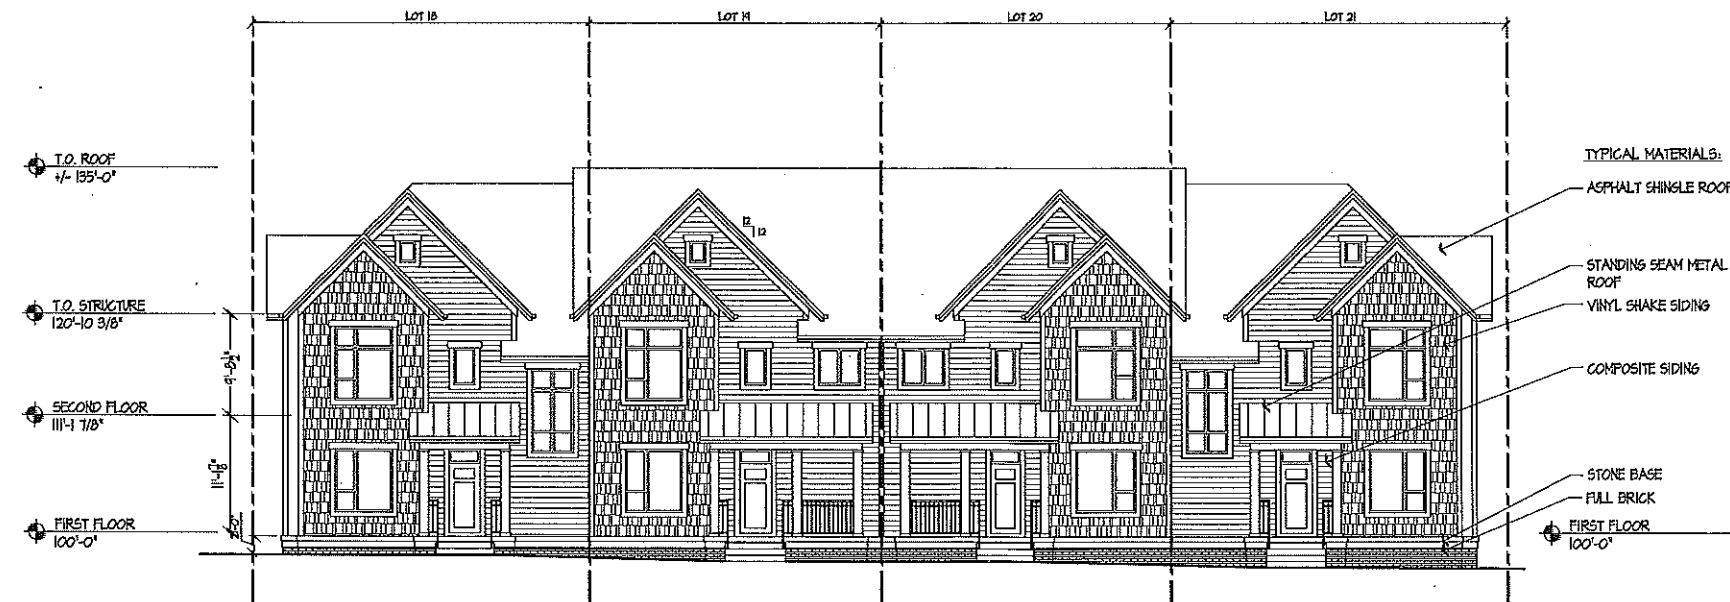 LOT 18 LOT 19 LOT 20 LOT 21
T.O. ROOF
+/- 135'-0"
TYPICAL MATERIALS:
ASPHALT SHINGLE ROOF
12
12
STANDING SEAM METAL
ROOF
T.O. STRUCTURE
120'-10 3/8"
VINYL SHAKE SIDING
9'-8 1/2"
COMPOSITE SIDING
SECOND FLOOR
111'-1 7/8"
11'-1 7/8"
STONE BASE
FULL BRICK
FIRST FLOOR
100'-0"
2'-0"
FIRST FLOOR
100'-0"